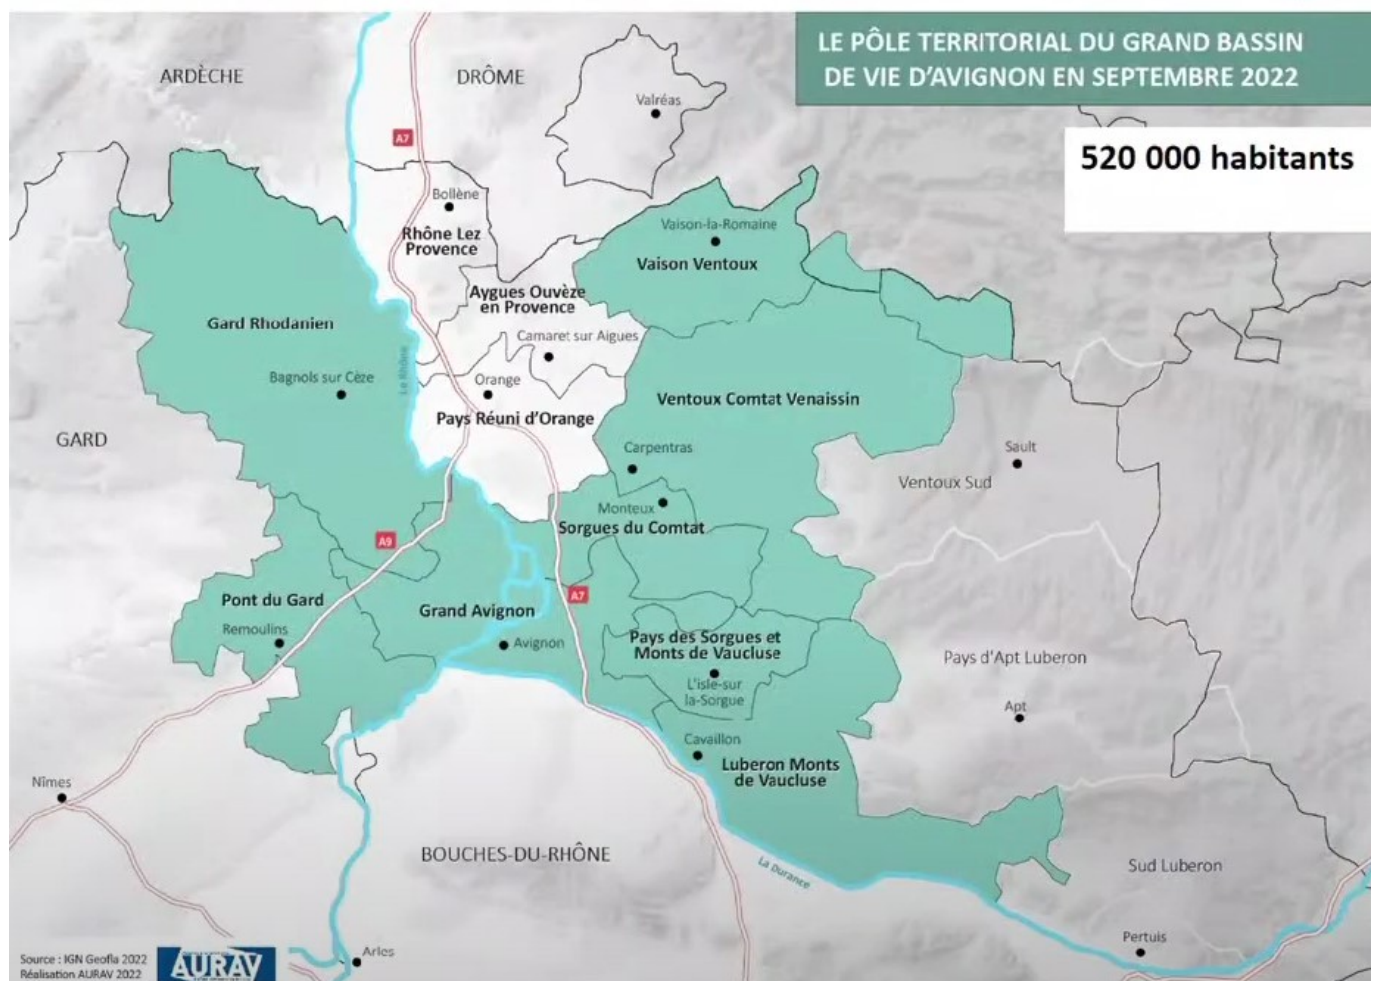 LE PÔLE TERRITORIAL DU GRAND BASSIN
DE VIE D'AVIGNON EN SEPTEMBRE 2022
520 000 habitants
ARDÈCHE
DRÔME
Valréas
A7
Bollène
Rhône Lez
Provence
Vaison-la-Romaine
Vaison Ventoux
Aygues Ouvèze
en Provence
Gard Rhodanien
Camaret sur Aigues
Le Rhône
Bagnols sur Cèze
Orange
Pays Réuni d'Orange
Ventoux Comtat Venaissin
GARD
Carpentras
Sault
Ventoux Sud
Monteux
Sorgues du Comtat
A9
A7
Pont du Gard
Remoulins
Grand Avignon
Avignon
Pays des Sorgues et
Monts de Vaucluse
L'isle-sur
la-Sorgue
Pays d'Apt Luberon
Apt
Cavaillon
Luberon Monts
de Vaucluse
Nîmes
BOUCHES-DU-RHÔNE
La Durance
Sud Luberon
Pertuis
Arles
Source : IGN Geofla 2022
Réalisation AURAV 2022
AURAV